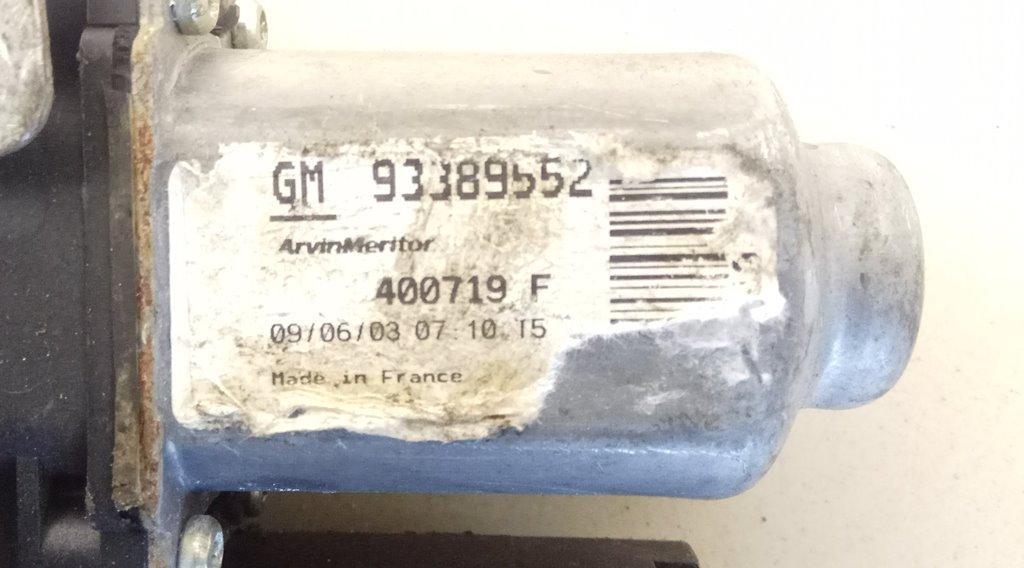 GM 93389552
ArvinMeritor
400719 F
09/06/03 07 10 15
Made in France